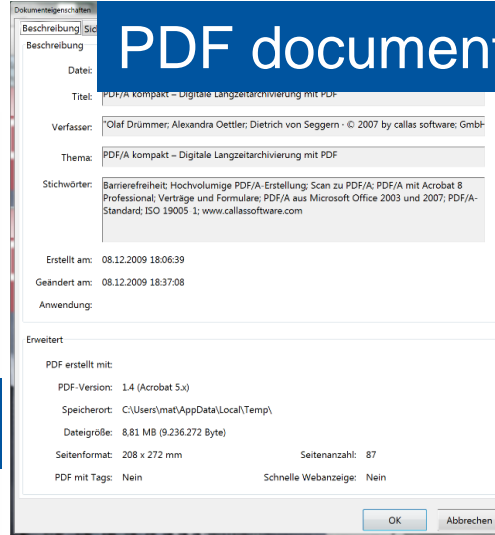 Dokumenteigenschaften
PDF document
Beschreibung Sic
Beschreibung
Datei:
Titel: PDF/A kompakt – Digitale Langzeitarchivierung mit PDF
Verfasser: "Olaf Drümmer; Alexandra Oettler; Dietrich von Seggern - © 2007 by callas software; GmbH
Thema: PDF/A kompakt – Digitale Langzeitarchivierung mit PDF
Stichwörter: Barrierefreiheit; Hochvolumige PDF/A-Erstellung; Scan zu PDF/A; PDF/A mit Acrobat 8
Professional; Verträge und Formulare; PDF/A aus Microsoft Office 2003 und 2007; PDF/A-
Standard; ISO 19005 1; www.callassoftware.com
Erstellt am: 08.12.2009 18:06:39
Geändert am: 08.12.2009 18:37:08
Anwendung:
Erweitert
PDF erstellt mit:
PDF-Version: 1.4 (Acrobat 5.x)
Speicherort: C:\Users\mat\AppData\Local\Temp\
Dateigröße: 8,81 MB (9.236.272 Byte)
Seitenformat: 208 x 272 mm Seitenanzahl: 87
PDF mit Tags: Nein Schnelle Webanzeige: Nein
OK Abbrechen